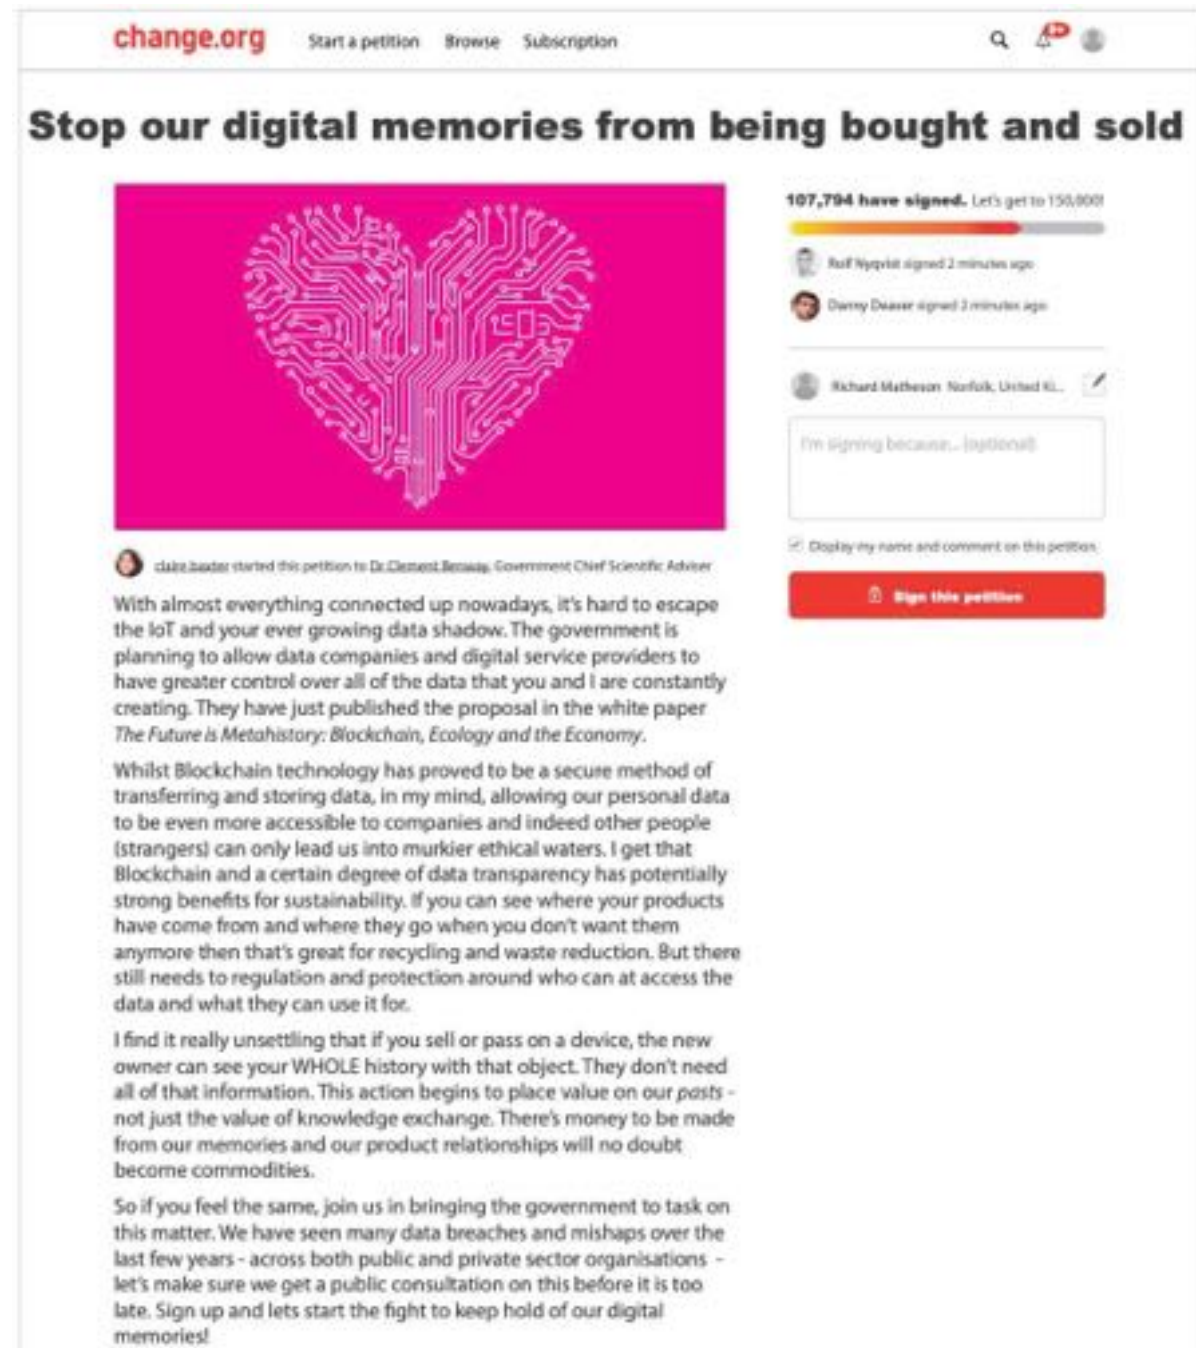 change.org Start a petition Browse Subscription 9+
Stop our digital memories from being bought and sold
107,794 have signed. Let's get to 150,000!
Rolf Nyqvist signed 2 minutes ago
Danny Deaver signed 2 minutes ago
Richard Matheson Norfolk, United Ki...
I'm signing because... (optional)
Display my name and comment on this petition
Sign this petition
claire baxter started this petition to Dr Clement Benway, Government Chief Scientific Adviser
With almost everything connected up nowadays, it's hard to escape
the IoT and your ever growing data shadow. The government is
planning to allow data companies and digital service providers to
have greater control over all of the data that you and I are constantly
creating. They have just published the proposal in the white paper
The Future is Metahistory: Blockchain, Ecology and the Economy.
Whilst Blockchain technology has proved to be a secure method of
transferring and storing data, in my mind, allowing our personal data
to be even more accessible to companies and indeed other people
(strangers) can only lead us into murkier ethical waters. I get that
Blockchain and a certain degree of data transparency has potentially
strong benefits for sustainability. If you can see where your products
have come from and where they go when you don't want them
anymore then that's great for recycling and waste reduction. But there
still needs to regulation and protection around who can at access the
data and what they can use it for.
I find it really unsettling that if you sell or pass on a device, the new
owner can see your WHOLE history with that object. They don't need
all of that information. This action begins to place value on our pasts -
not just the value of knowledge exchange. There's money to be made
from our memories and our product relationships will no doubt
become commodities.
So if you feel the same, join us in bringing the government to task on
this matter. We have seen many data breaches and mishaps over the
last few years - across both public and private sector organisations -
let's make sure we get a public consultation on this before it is too
late. Sign up and lets start the fight to keep hold of our digital
memories!